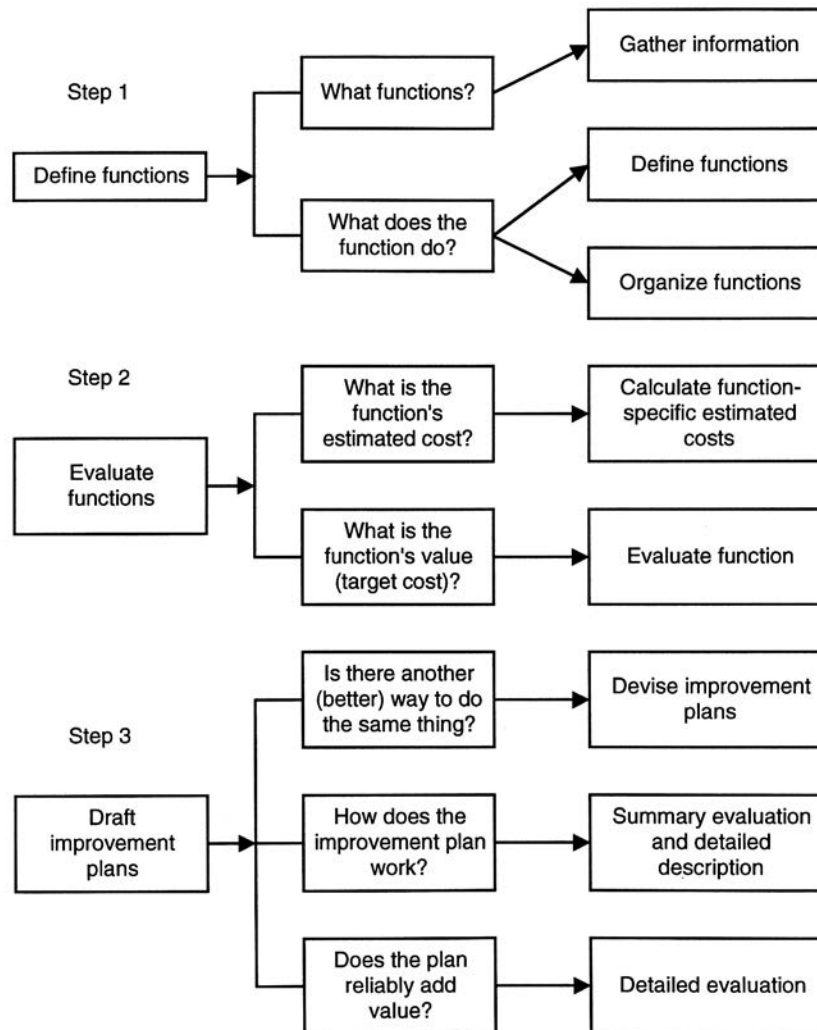 Step 1
Define functions
What functions?
What does the
function do?
Gather information
Define functions
Organize functions
Step 2
Evaluate
functions
What is the
function's
estimated cost?
What is the
function's value
(target cost)?
Calculate function-
specific estimated
costs
Evaluate function
Step 3
Draft
improvement
plans
Is there another
(better) way to do
the same thing?
How does the
improvement plan
work?
Does the plan
reliably add
value?
Devise improvement
plans
Summary evaluation
and detailed
description
Detailed evaluation